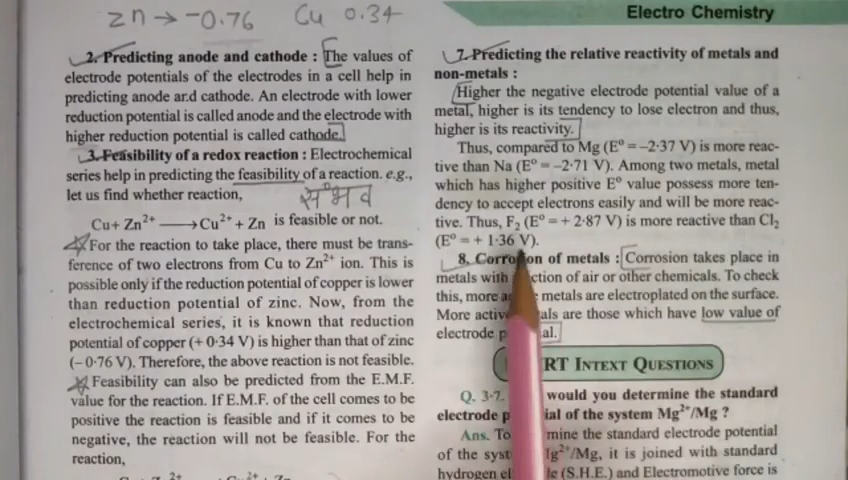 Zn → -0.76 Cu 0.34
Electro Chemistry
2. Predicting anode and cathode : The values of
electrode potentials of the electrodes in a cell help in
predicting anode and cathode. An electrode with lower
reduction potential is called anode and the electrode with
higher reduction potential is called cathode.
3. Feasibility of a redox reaction : Electrochemical
series help in predicting the feasibility of a reaction. e.g.,
let us find whether reaction,
संभव
Cu+ Zn²⁺ ⟶ Cu²⁺ + Zn is feasible or not.
For the reaction to take place, there must be trans-
ference of two electrons from Cu to Zn²⁺ ion. This is
possible only if the reduction potential of copper is lower
than reduction potential of zinc. Now, from the
electrochemical series, it is known that reduction
potential of copper (+ 0·34 V) is higher than that of zinc
(– 0·76 V). Therefore, the above reaction is not feasible.
Feasibility can also be predicted from the E.M.F.
value for the reaction. If E.M.F. of the cell comes to be
positive the reaction is feasible and if it comes to be
negative, the reaction will not be feasible. For the
reaction,
7. Predicting the relative reactivity of metals and
non-metals :
Higher the negative electrode potential value of a
metal, higher is its tendency to lose electron and thus,
higher is its reactivity.
Thus, compared to Mg (E° = –2·37 V) is more reac-
tive than Na (E° = –2·71 V). Among two metals, metal
which has higher positive E° value possess more ten-
dency to accept electrons easily and will be more reac-
tive. Thus, F₂ (E° = + 2·87 V) is more reactive than Cl₂
(E° = + 1·36 V).
8. Corrosion of metals : Corrosion takes place in
metals with ction of air or other chemicals. To check
this, more metals are electroplated on the surface.
More activ als are those which have low value of
electrode p al.
RT INTEXT QUESTIONS
Q. 3·7. would you determine the standard
electrode p ial of the system Mg²⁺/Mg ?
Ans. To mine the standard electrode potential
of the syst Mg²⁺/Mg, it is joined with standard
hydrogen el e (S.H.E.) and Electromotive force is